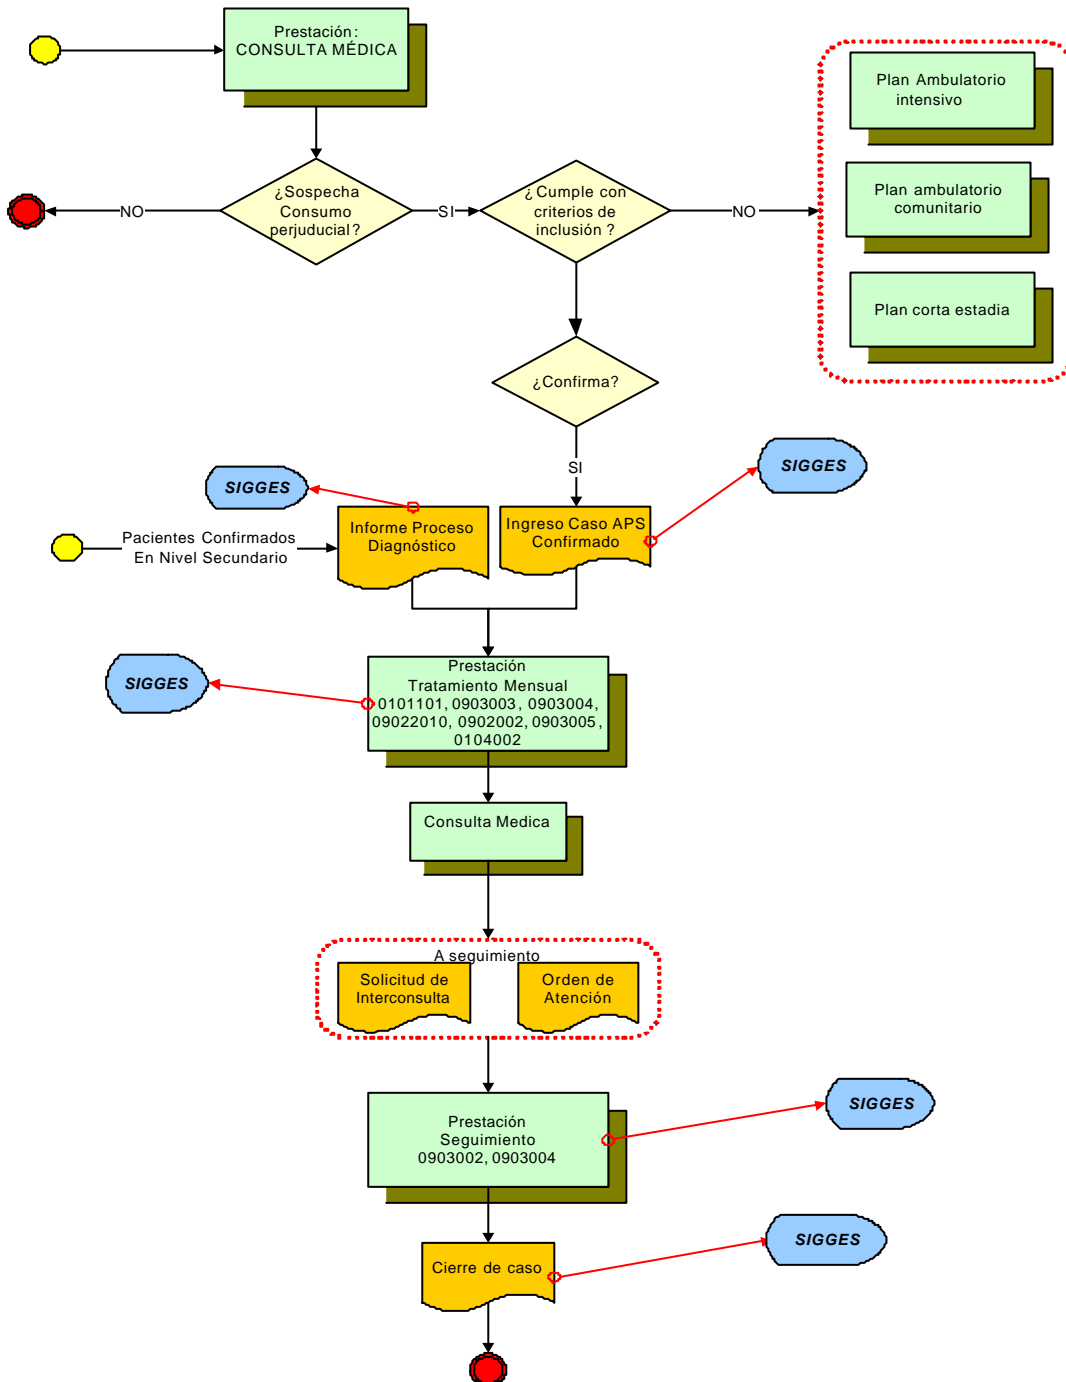 Prestación:
CONSULTA MÉDICA
Plan Ambulatorio
intensivo
Plan ambulatorio
comunitario
Plan corta estadia
¿Sospecha
Consumo
perjuducial?
NO
SI
¿Cumple con
criterios de
inclusión ?
NO
¿Confirma?
SI
SIGGES
SIGGES
Informe Proceso
Diagnóstico
Ingreso Caso APS
Confirmado
Pacientes Confirmados
En Nivel Secundario
SIGGES
Prestación
Tratamiento Mensual
0101101, 0903003, 0903004,
09022010, 0902002, 0903005,
0104002
Consulta Medica
A seguimiento
Solicitud de
Interconsulta
Orden de
Atención
Prestación
Seguimiento
0903002, 0903004
SIGGES
SIGGES
Cierre de caso